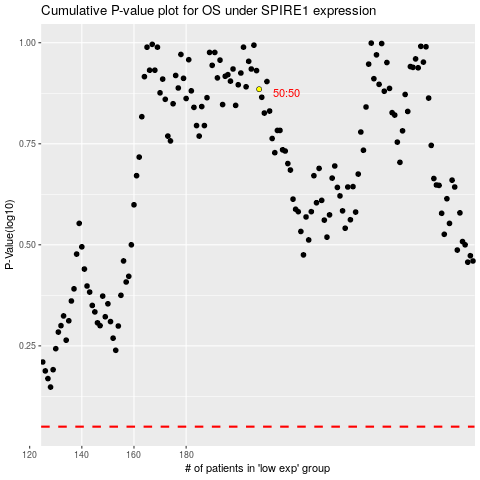 Cumulative P-value plot for OS under SPIRE1 expression
P-Value(log10)
1.00
0.75
0.50
0.25
50:50
120 140 160 180
# of patients in 'low exp' group